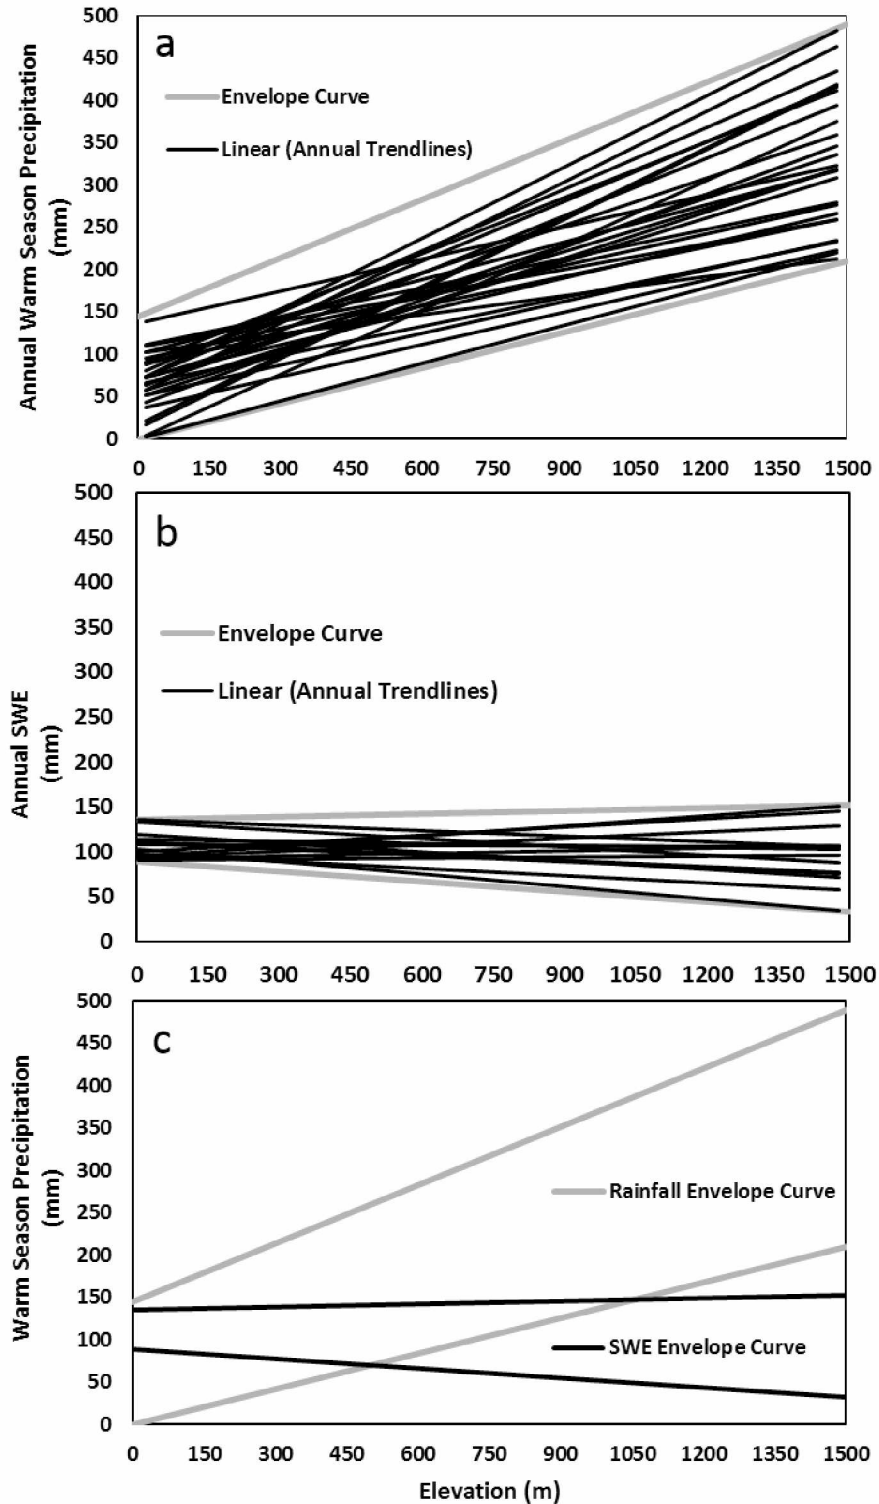 a
Annual Warm Season Precipitation
(mm)
500
450
400
350
300
250
200
150
100
50
0
Envelope Curve
Linear (Annual Trendlines)
0 150 300 450 600 750 900 1050 1200 1350 1500
b
Annual SWE
(mm)
500
450
400
350
300
250
200
150
100
50
0
Envelope Curve
Linear (Annual Trendlines)
0 150 300 450 600 750 900 1050 1200 1350 1500
c
Warm Season Precipitation
(mm)
500
450
400
350
300
250
200
150
100
50
0
Rainfall Envelope Curve
SWE Envelope Curve
0 150 300 450 600 750 900 1050 1200 1350 1500
Elevation (m)